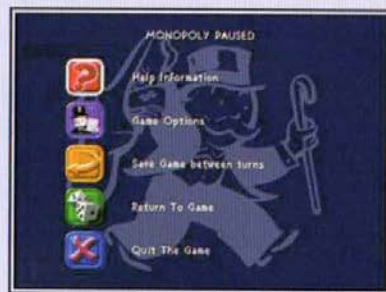 MONOPOLY PAUSED
Help Information
Game Options
Save Game between turns
Return To Game
Quit The Game